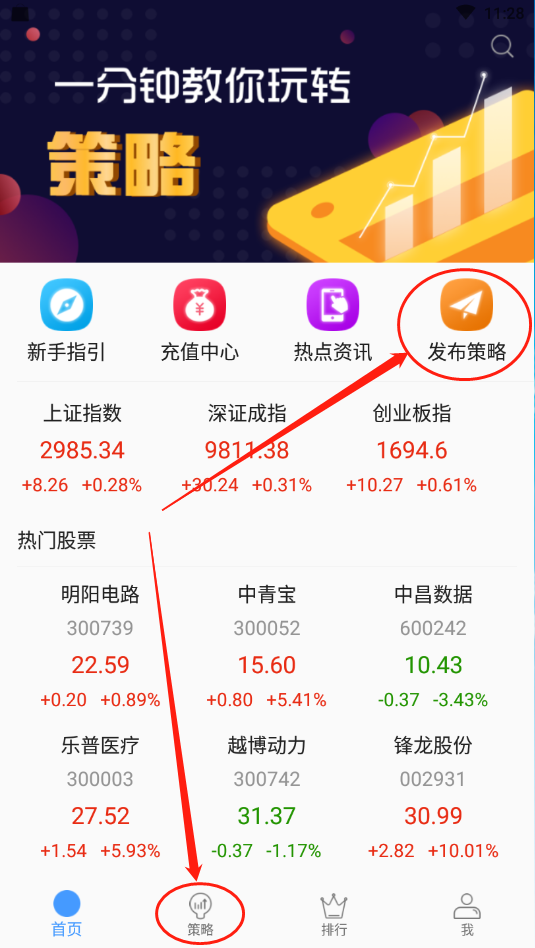 11:28
一分钟教你玩转
策略
新手指引 充值中心 热点资讯 发布策略
上证指数 深证成指 创业板指
2985.34 9811.38 1694.6
+8.26 +0.28% +30.24 +0.31% +10.27 +0.61%
热门股票
明阳电路 中青宝 中昌数据
300739 300052 600242
22.59 15.60 10.43
+0.20 +0.89% +0.80 +5.41% -0.37 -3.43%
乐普医疗 越博动力 锋龙股份
300003 300742 002931
27.52 31.37 30.99
+1.54 +5.93% -0.37 -1.17% +2.82 +10.01%
首页 策略 排行 我